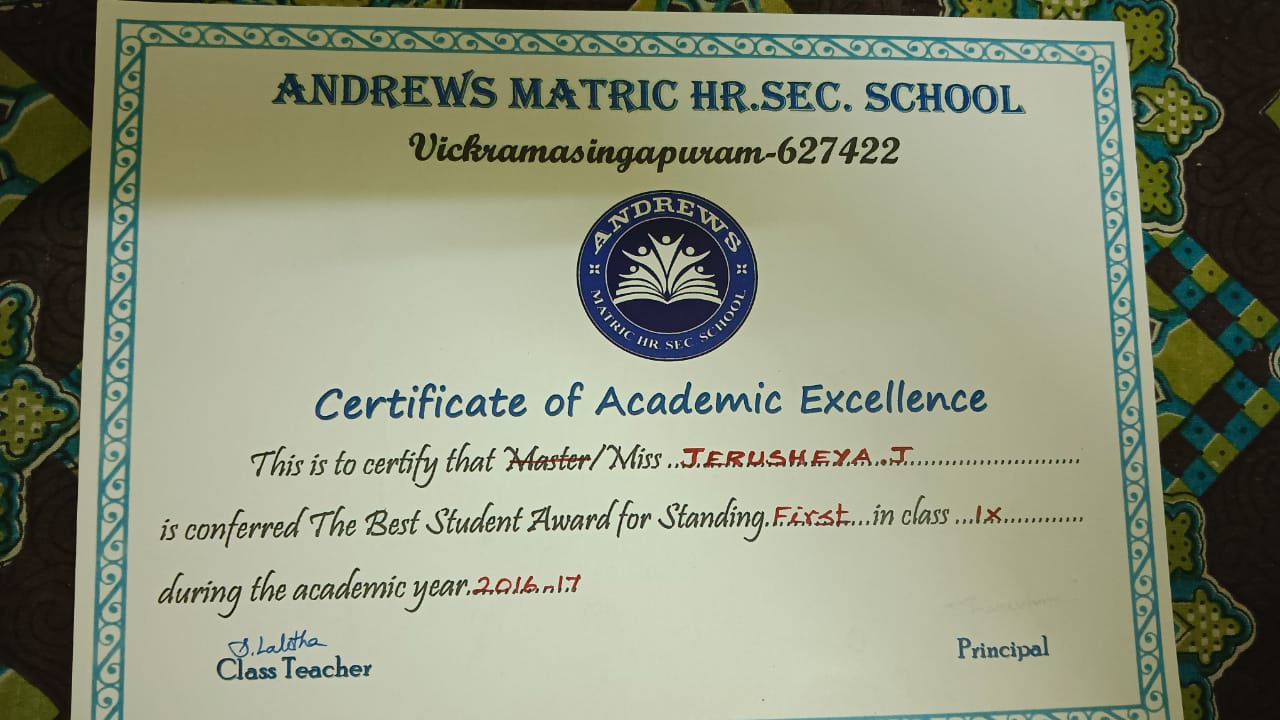 ANDREWS MATRIC HR.SEC. SCHOOL
Vickramasingapuram-627422
ANDREWS
MATRIC HR. SEC SCHOOL
Certificate of Academic Excellence
This is to certify that Master/Miss ..JERUSHEYA.J..............................
is conferred The Best Student Award for Standing.First...in class ...IX............
during the academic year.2016-17
S.Lalitha
Class Teacher
Principal